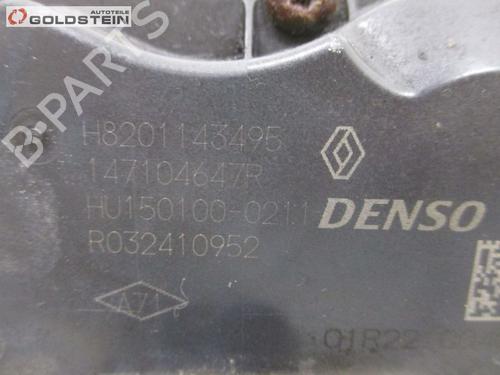 AUTOTEILE
GOLDSTEIN
B-PARTS
H8201143495
147104647R
HU150100-0211
R032410952
DENSO
A71
01R22